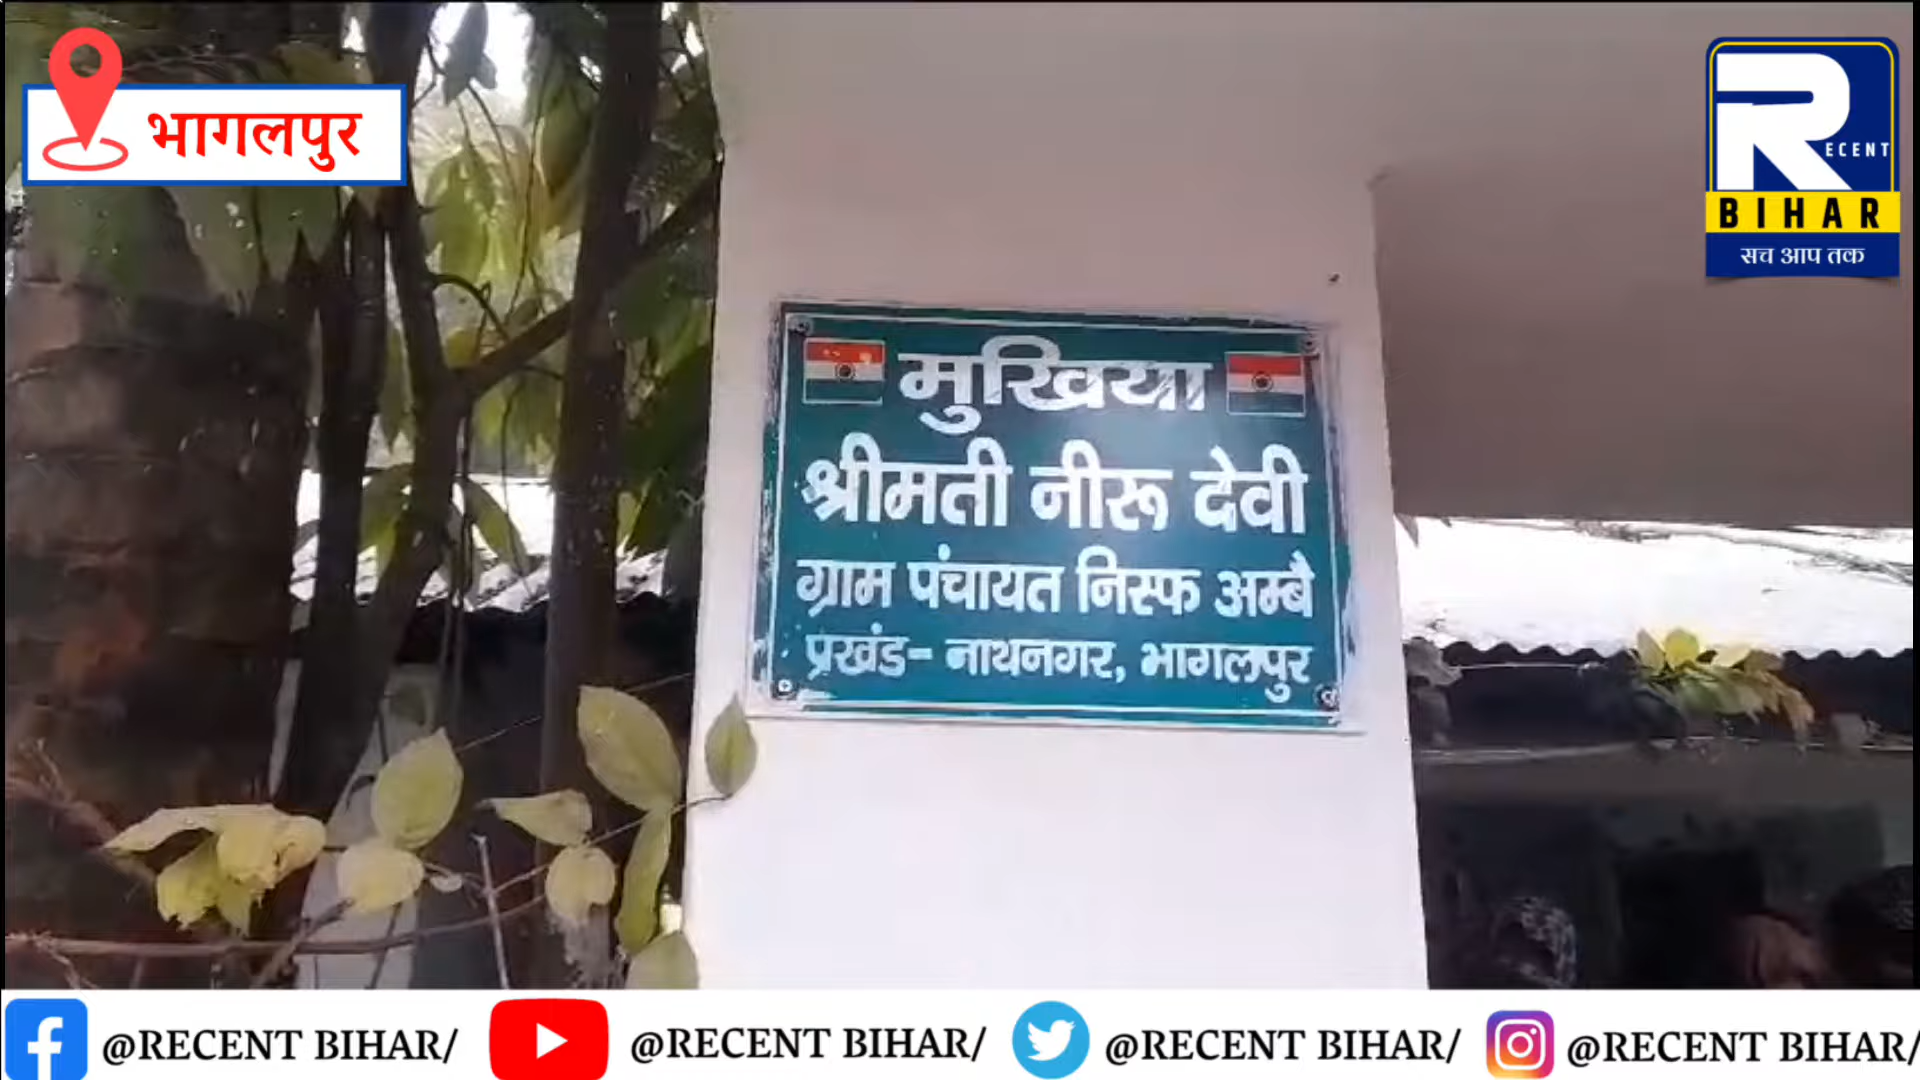 भागलपुर
RECENT
BIHAR
सच आप तक
मुखिया
श्रीमती नीरू देवी
ग्राम पंचायत निस्फ अम्बै
प्रखंड- नाथनगर, भागलपुर
@RECENT BIHAR/ @RECENT BIHAR/ @RECENT BIHAR/ @RECENT BIHAR/